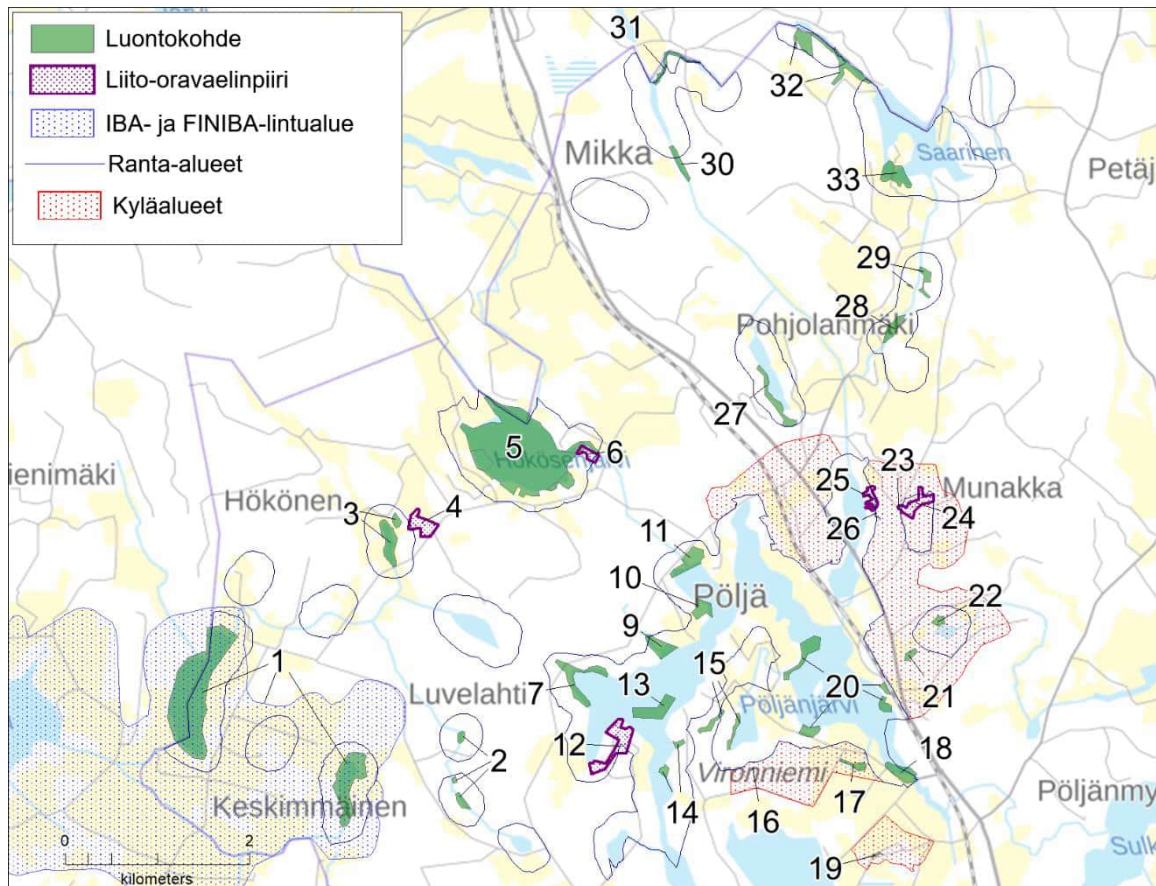 Luontokohde
Liito-oravaelinpiiri
IBA- ja FINIBA-lintualue
Ranta-alueet
Kyläalueet
31
32
Mikka
30
Saarinen
33
Petäj
29
28
Pohjolanmäki
27
5
Hökösenjärvi
6
ienimäki
Hökönen
3
4
25
23
Munakka
26
24
11
10
Pöljä
22
9
1
7
13
15
Luvelahti
20
21
Pöljänjärvi
12
2
18
Vironniemi
Keskimmäinen
14
16
17
Pöljänmy
0
2
kilometers
19
Sulk